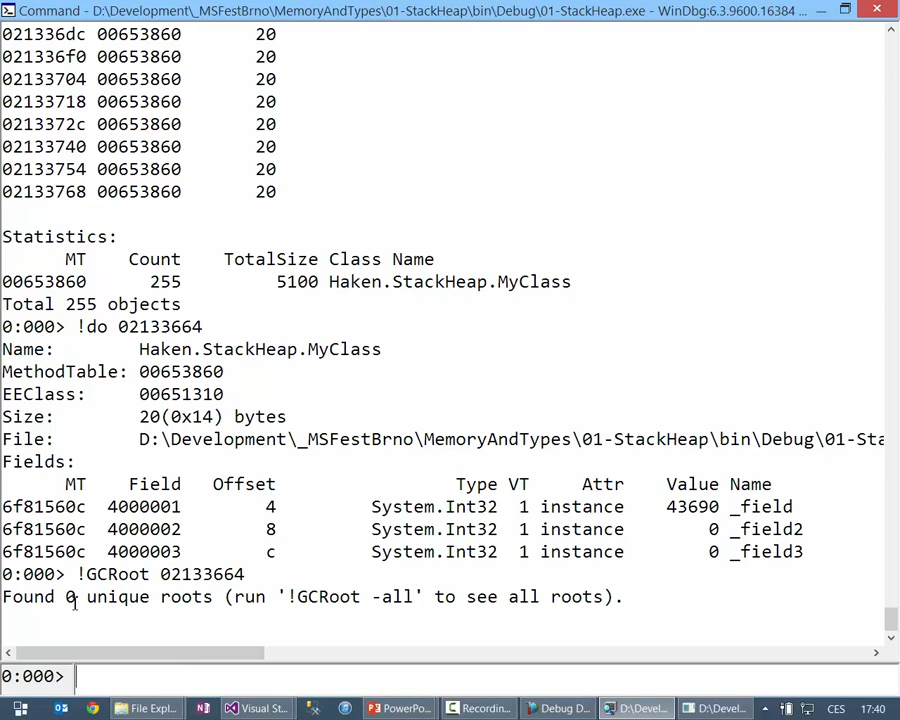 Command - D:\Development\_MSFestBrno\MemoryAndTypes\01-StackHeap\bin\Debug\01-StackHeap.exe - WinDbg:6.3.9600.16384 ...
021336dc 00653860 20
021336f0 00653860 20
02133704 00653860 20
02133718 00653860 20
0213372c 00653860 20
02133740 00653860 20
02133754 00653860 20
02133768 00653860 20
Statistics:
MT Count TotalSize Class Name
00653860 255 5100 Haken.StackHeap.MyClass
Total 255 objects
0:000> !do 02133664
Name: Haken.StackHeap.MyClass
MethodTable: 00653860
EEClass: 00651310
Size: 20(0x14) bytes
File: D:\Development\_MSFestBrno\MemoryAndTypes\01-StackHeap\bin\Debug\01-Sta
Fields:
MT Field Offset Type VT Attr Value Name
6f81560c 4000001 4 System.Int32 1 instance 43690 _field
6f81560c 4000002 8 System.Int32 1 instance 0 _field2
6f81560c 4000003 c System.Int32 1 instance 0 _field3
0:000> !GCRoot 02133664
Found 0 unique roots (run '!GCRoot -all' to see all roots).
0:000>
File Expl... Visual St... PowerPo... Recordin... Debug D... D:\Devel... D:\Devel... CES 17:40